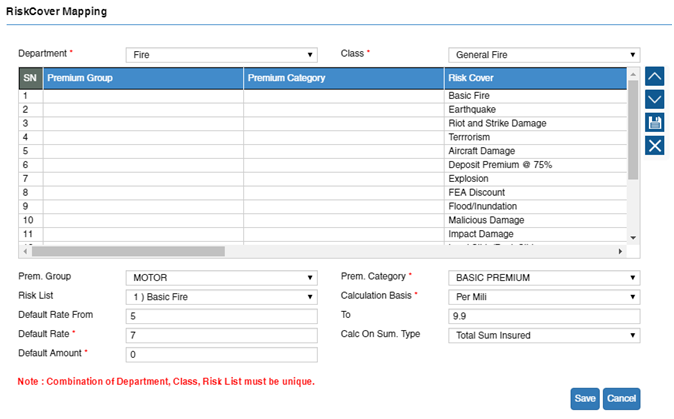 RiskCover Mapping
Department * Fire Class * General Fire
SN Premium Group Premium Category Risk Cover
1 Basic Fire
2 Earthquake
3 Riot and Strike Damage
4 Terrrorism
5 Aircraft Damage
6 Deposit Premium @ 75%
7 Explosion
8 FEA Discount
9 Flood/Inundation
10 Malicious Damage
11 Impact Damage
Prem. Group MOTOR Prem. Category * BASIC PREMIUM
Risk List 1 ) Basic Fire Calculation Basis * Per Mili
Default Rate From 5 To 9.9
Default Rate * 7 Calc On Sum. Type Total Sum Insured
Default Amount * 0
Note : Combination of Department, Class, Risk List must be unique.
Save Cancel